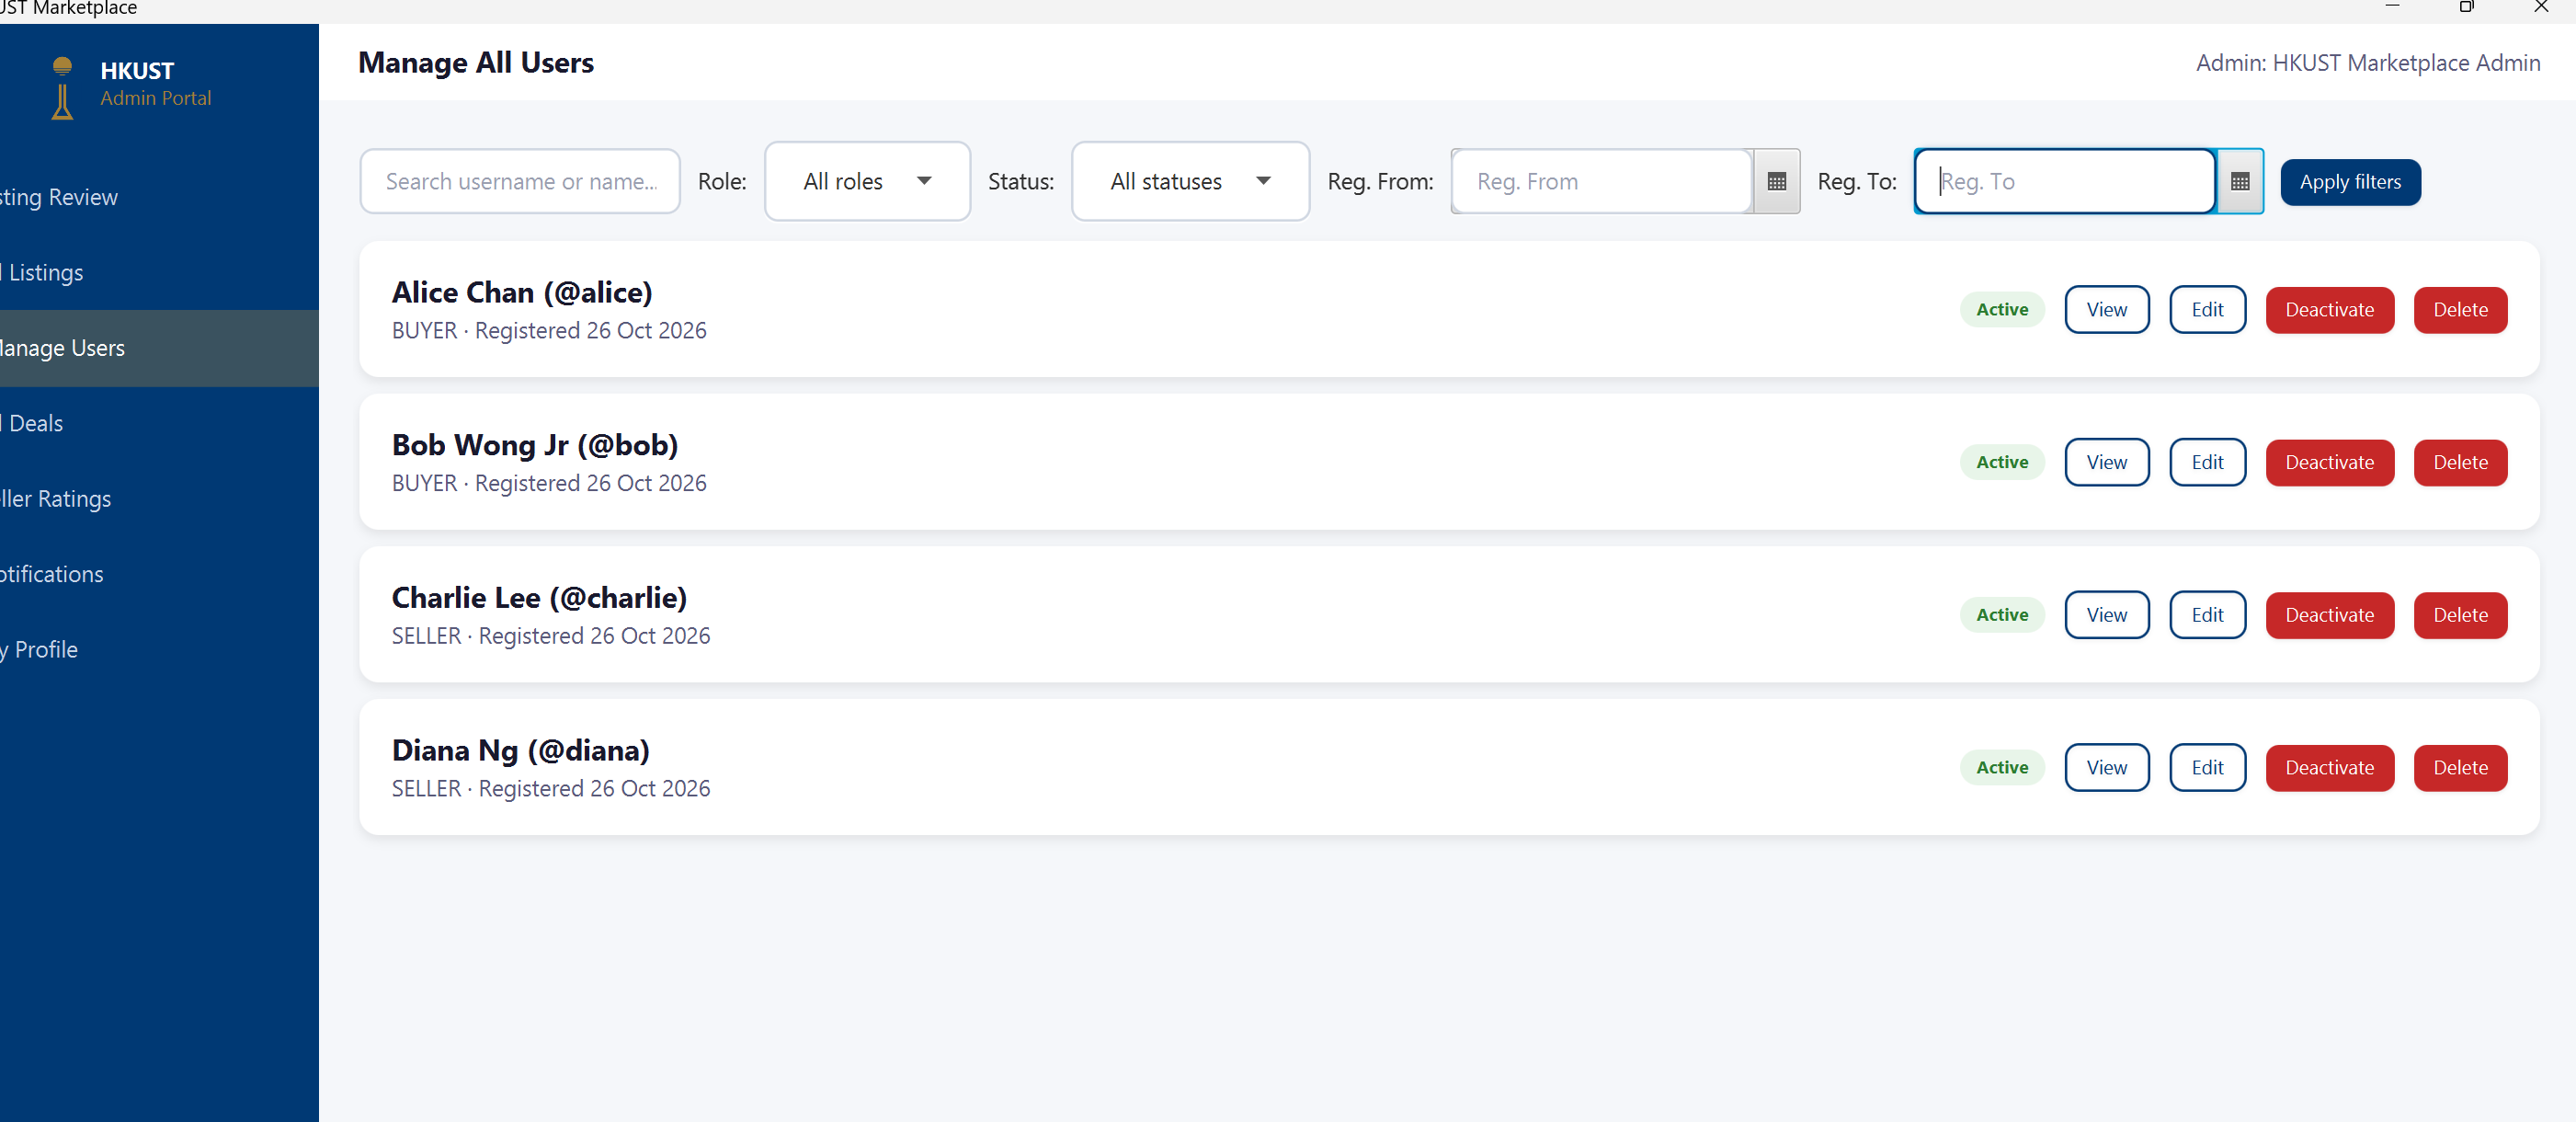 UST Marketplace
HKUST
Admin Portal
sting Review
l Listings
Manage Users
l Deals
ller Ratings
otifications
y Profile
Manage All Users
Admin: HKUST Marketplace Admin
Search username or name... Role: All roles Status: All statuses Reg. From: Reg. From Reg. To: Reg. To Apply filters
Alice Chan (@alice)
BUYER · Registered 26 Oct 2026
Active View Edit Deactivate Delete
Bob Wong Jr (@bob)
BUYER · Registered 26 Oct 2026
Active View Edit Deactivate Delete
Charlie Lee (@charlie)
SELLER · Registered 26 Oct 2026
Active View Edit Deactivate Delete
Diana Ng (@diana)
SELLER · Registered 26 Oct 2026
Active View Edit Deactivate Delete